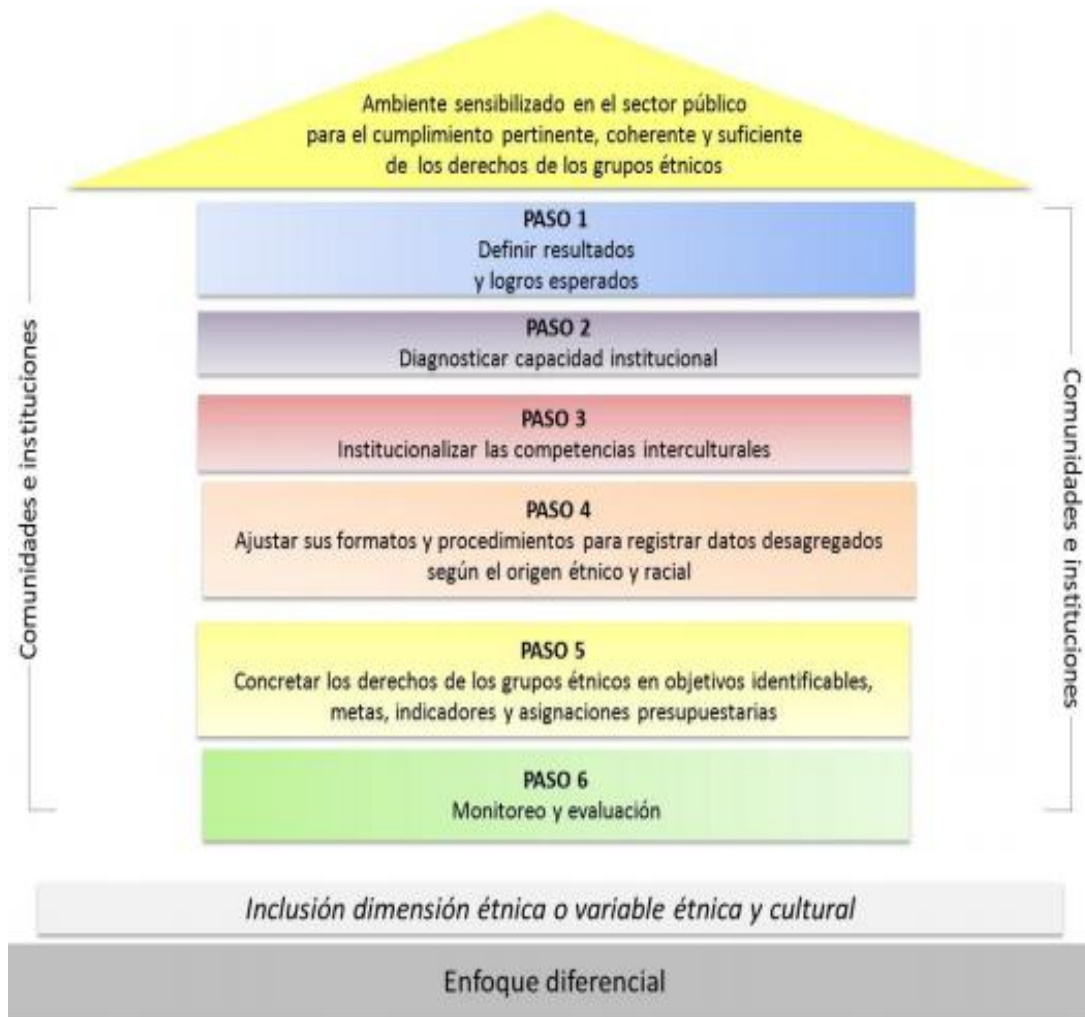 Ambiente sensibilizado en el sector público
para el cumplimiento pertinente, coherente y suficiente
de los derechos de los grupos étnicos
PASO 1
Definir resultados
y logros esperados
PASO 2
Diagnosticar capacidad institucional
PASO 3
Institucionalizar las competencias interculturales
PASO 4
Ajustar sus formatos y procedimientos para registrar datos desagregados
según el origen étnico y racial
PASO 5
Concretar los derechos de los grupos étnicos en objetivos identificables,
metas, indicadores y asignaciones presupuestarias
PASO 6
Monitoreo y evaluación
Comunidades e instituciones
Comunidades e instituciones
Inclusión dimensión étnica o variable étnica y cultural
Enfoque diferencial